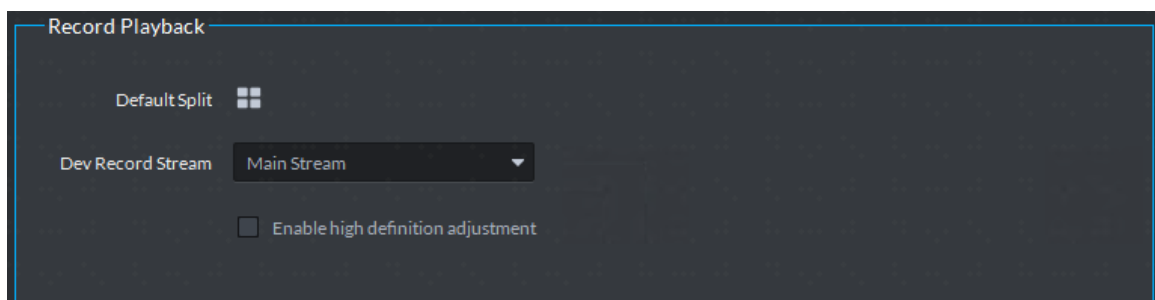 Record Playback
Default Split
Dev Record Stream Main Stream
Enable high definition adjustment